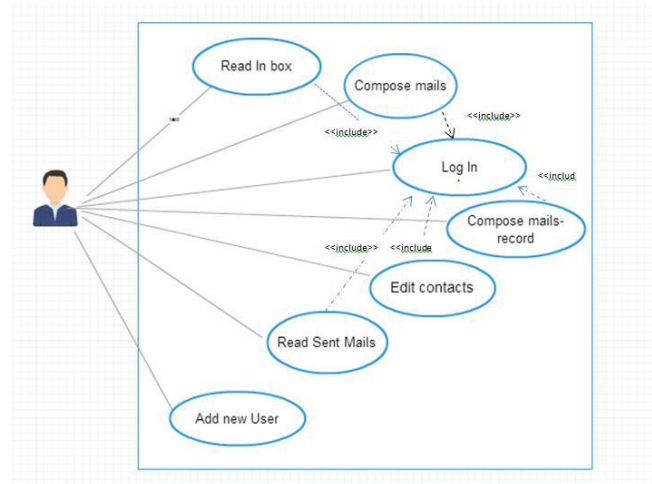 Read In box
Compose mails
<<include>>
<<include>>
Log In
<<includ
Compose mails-
record
<<include>>
<<include
Edit contacts
Read Sent Mails
Add new User